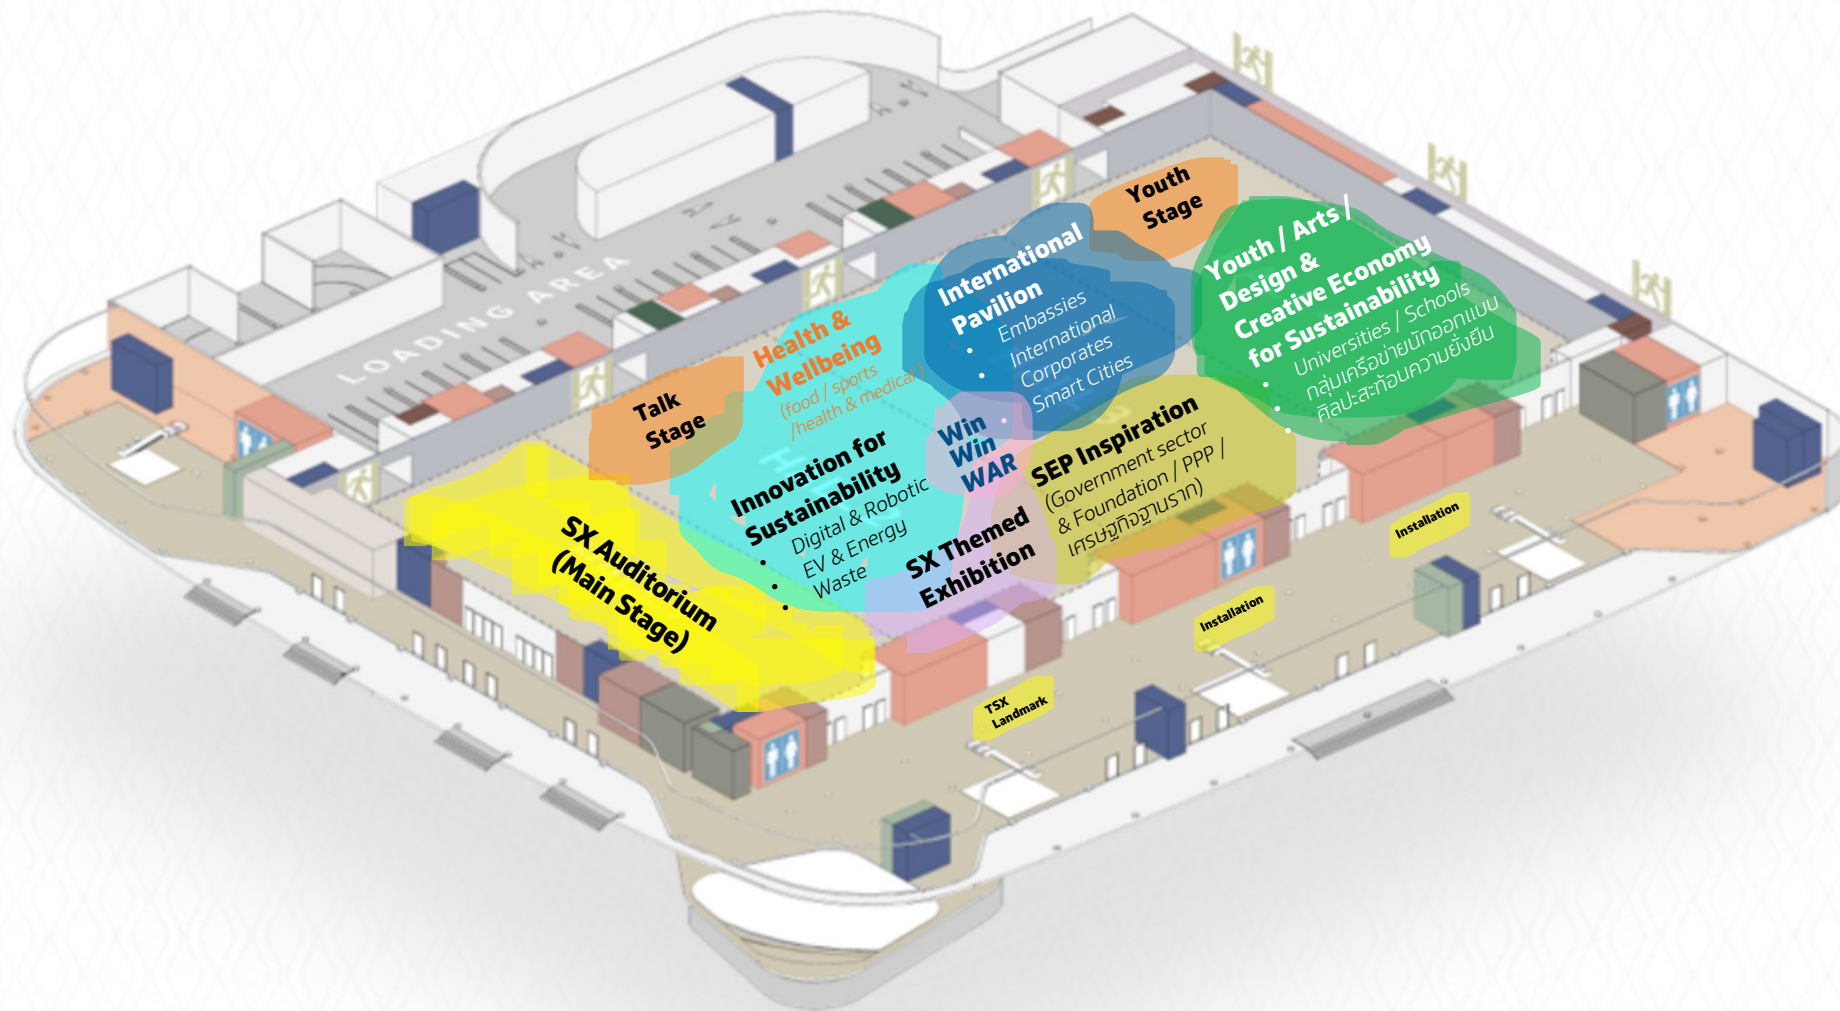 LOADING AREA
Youth
Stage
International
Pavilion
• Embassies
• International
Corporates
• Smart Cities
Youth / Arts /
Design &
Creative Economy
for Sustainability
• Universities / Schools
• กลุ่มเครือข่ายนักออกแบบ
• ศิลปะสะท้อนความยั่งยืน
Health &
Wellbeing
(food / sports
/health & medical)
Talk
Stage
Innovation for
Sustainability
• Digital & Robotic
• EV & Energy
• Waste
Win
Win
WAR
SEP Inspiration
(Government sector
& Foundation / PPP /
เศรษฐกิจฐานราก)
SX Themed
Exhibition
SX Auditorium
(Main Stage)
Installation
Installation
TSX
Landmark